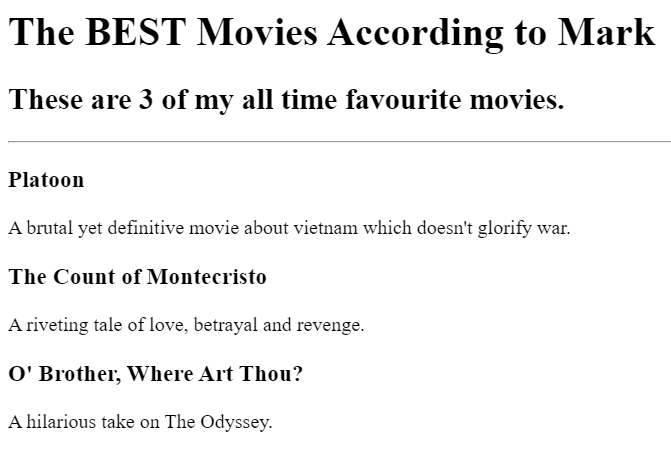 The BEST Movies According to Mark
These are 3 of my all time favourite movies.
Platoon
A brutal yet definitive movie about vietnam which doesn't glorify war.
The Count of Montecristo
A riveting tale of love, betrayal and revenge.
O' Brother, Where Art Thou?
A hilarious take on The Odyssey.